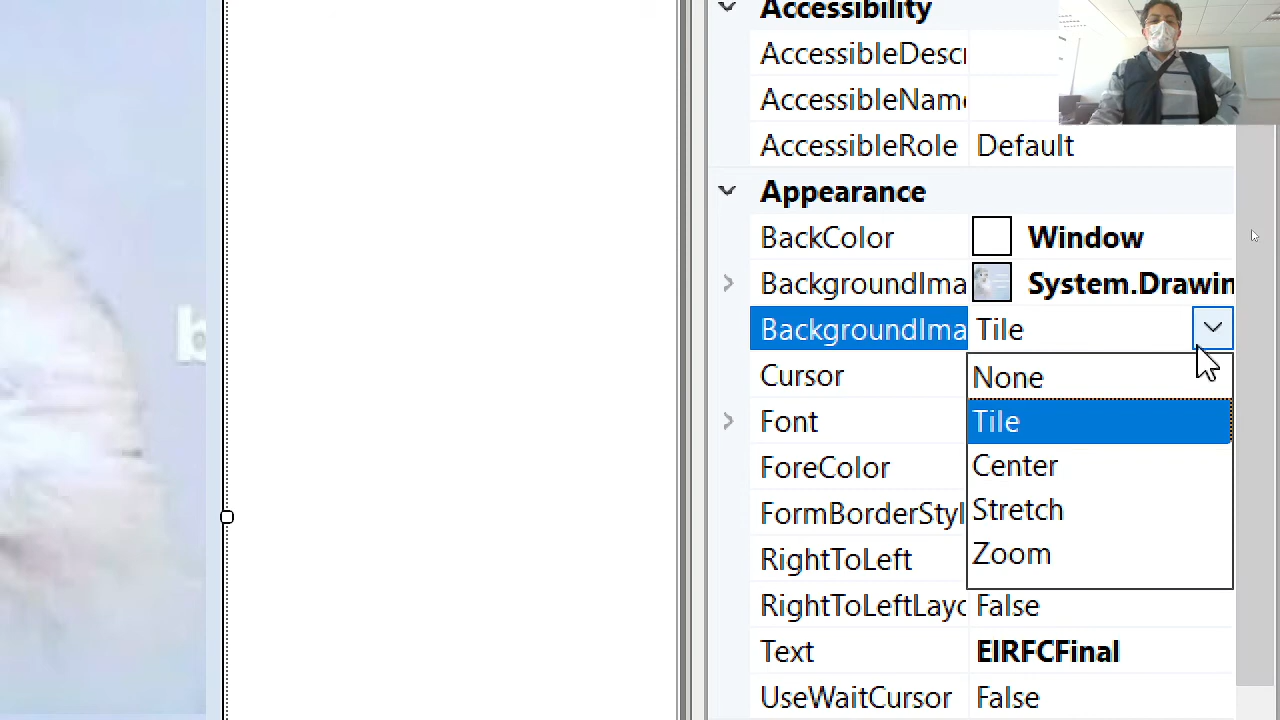 Accessibility
AccessibleDescr
AccessibleName
AccessibleRole Default
Appearance
BackColor Window
BackgroundIma System.Drawin
BackgroundIma Tile
None
Cursor
Tile
Font
Center
ForeColor
Stretch
FormBorderStyl
Zoom
RightToLeft
RightToLeftLayo False
Text EIRFCFinal
UseWaitCursor False
b